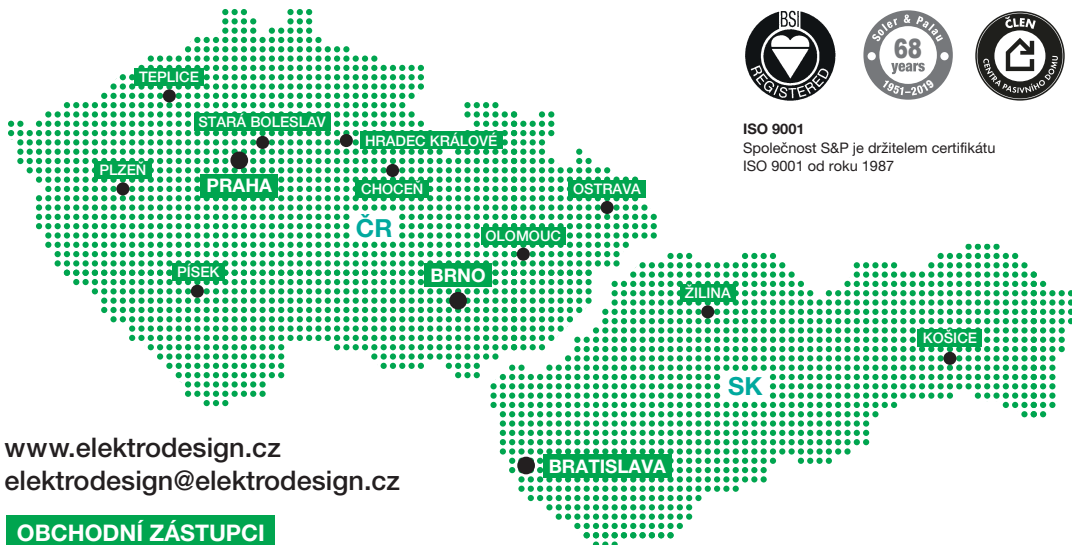 BSI
REGISTERED
Soler & Palau
68
years
1951–2019
ČLEN
CENTRA PASIVNÍHO DOMU
ISO 9001
Společnost S&P je držitelem certifikátu
ISO 9001 od roku 1987
TEPLICE
STARÁ BOLESLAV
HRADEC KRÁLOVÉ
PLZEŇ
PRAHA
CHOCEŇ
OSTRAVA
ČR
OLOMOUC
PÍSEK
BRNO
ŽILINA
KOŠICE
SK
BRATISLAVA
www.elektrodesign.cz
elektrodesign@elektrodesign.cz
OBCHODNÍ ZÁSTUPCI